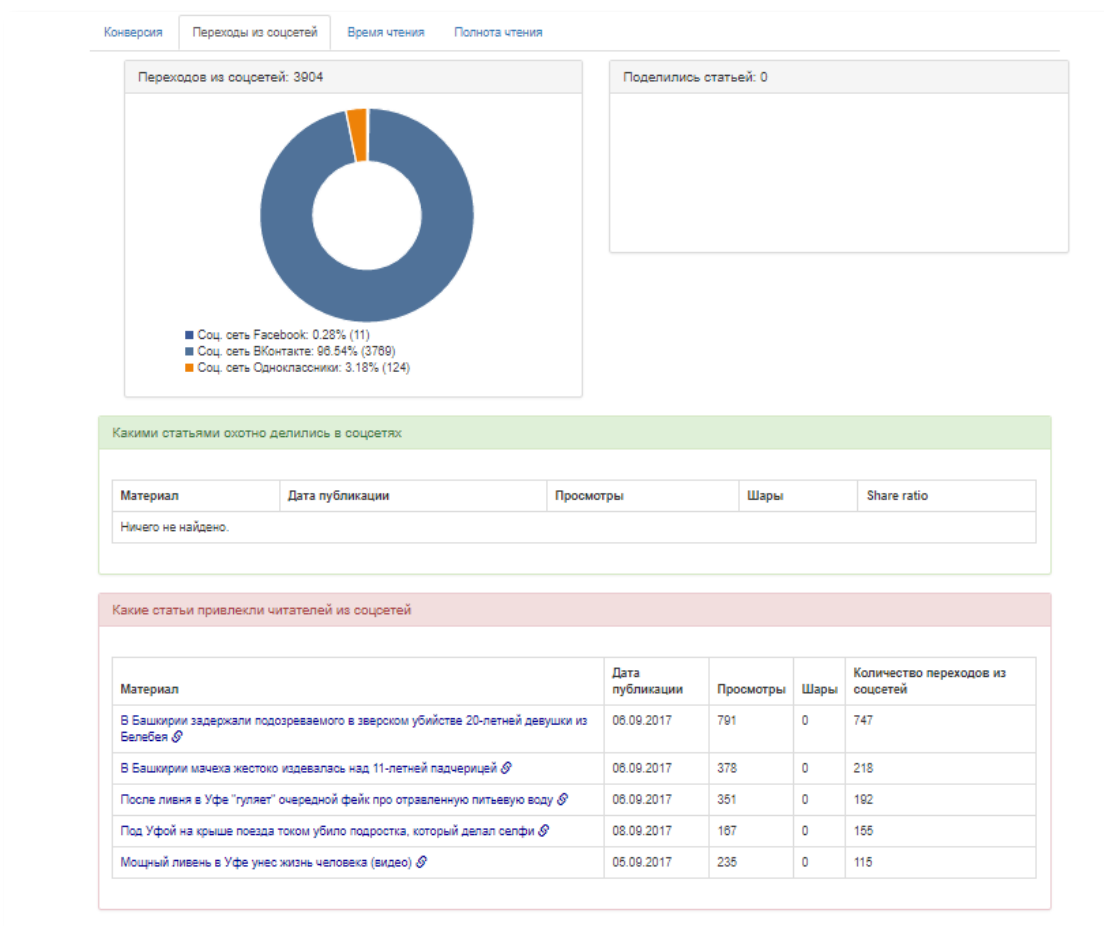 Конверсия Переходы из соцсетей Время чтения Полнота чтения
Переходов из соцсетей: 3904
Поделились статьей: 0
Соц. сеть Facebook: 0.28% (11)
Соц. сеть ВКонтакте: 96.54% (3769)
Соц. сеть Одноклассники: 3.18% (124)
Какими статьями охотно делились в соцсетях
Материал Дата публикации Просмотры Шары Share ratio
Ничего не найдено.
Какие статьи привлекли читателей из соцсетей
Материал Дата публикации Просмотры Шары Количество переходов из соцсетей
В Башкирии задержали подозреваемого в зверском убийстве 20-летней девушки из
Белебея 06.09.2017 791 0 747
В Башкирии мачеха жестоко издевалась над 11-летней падчерицей 06.09.2017 378 0 218
После ливня в Уфе "гуляет" очередной фейк про отравленную питьевую воду 06.09.2017 351 0 192
Под Уфой на крыше поезда током убило подростка, который делал селфи 08.09.2017 167 0 155
Мощный ливень в Уфе унес жизнь человека (видео) 05.09.2017 235 0 115